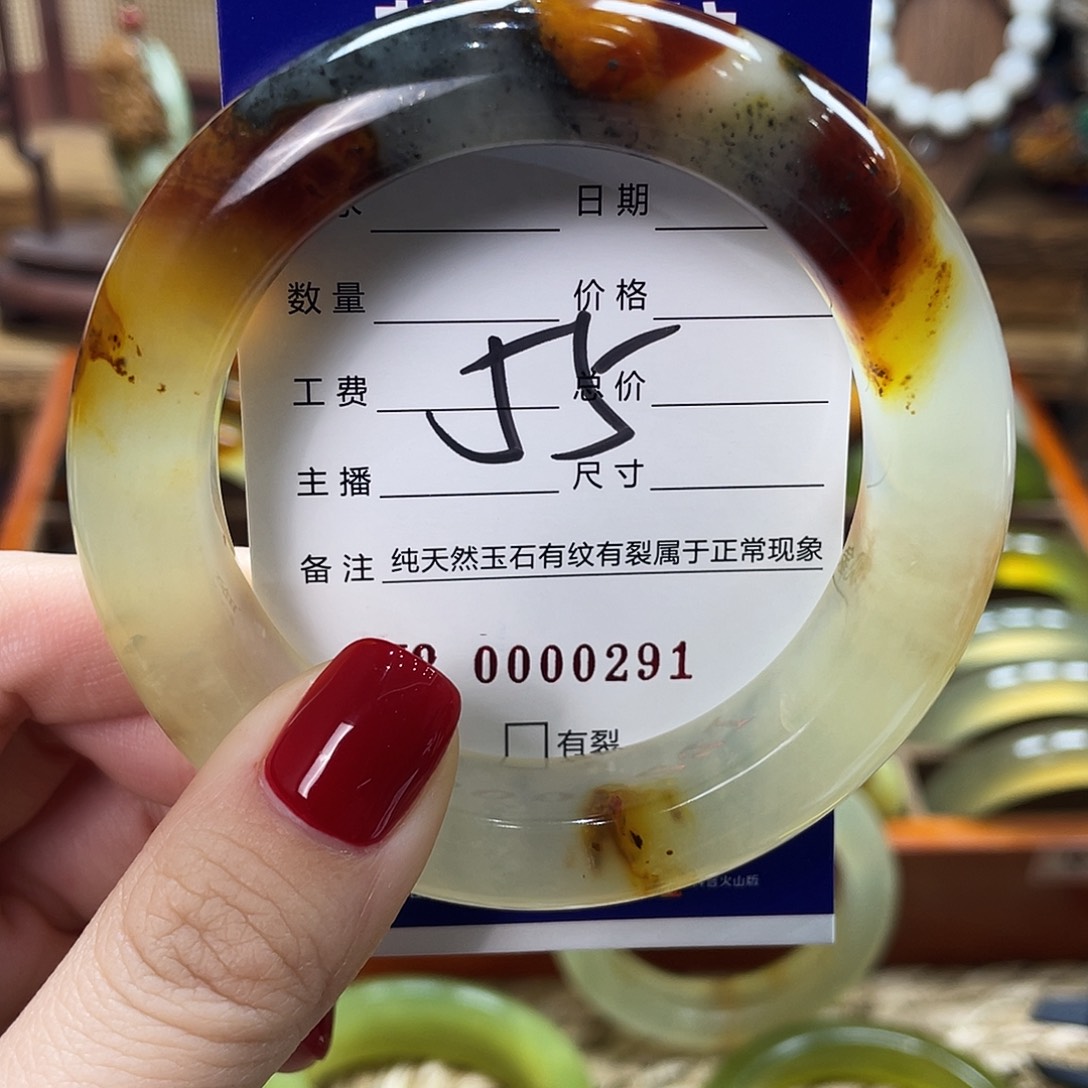 日期
数量 价格
J5
工费 总价
主播 尺寸
备注 纯天然玉石有纹有裂属于正常现象
0000291
有裂